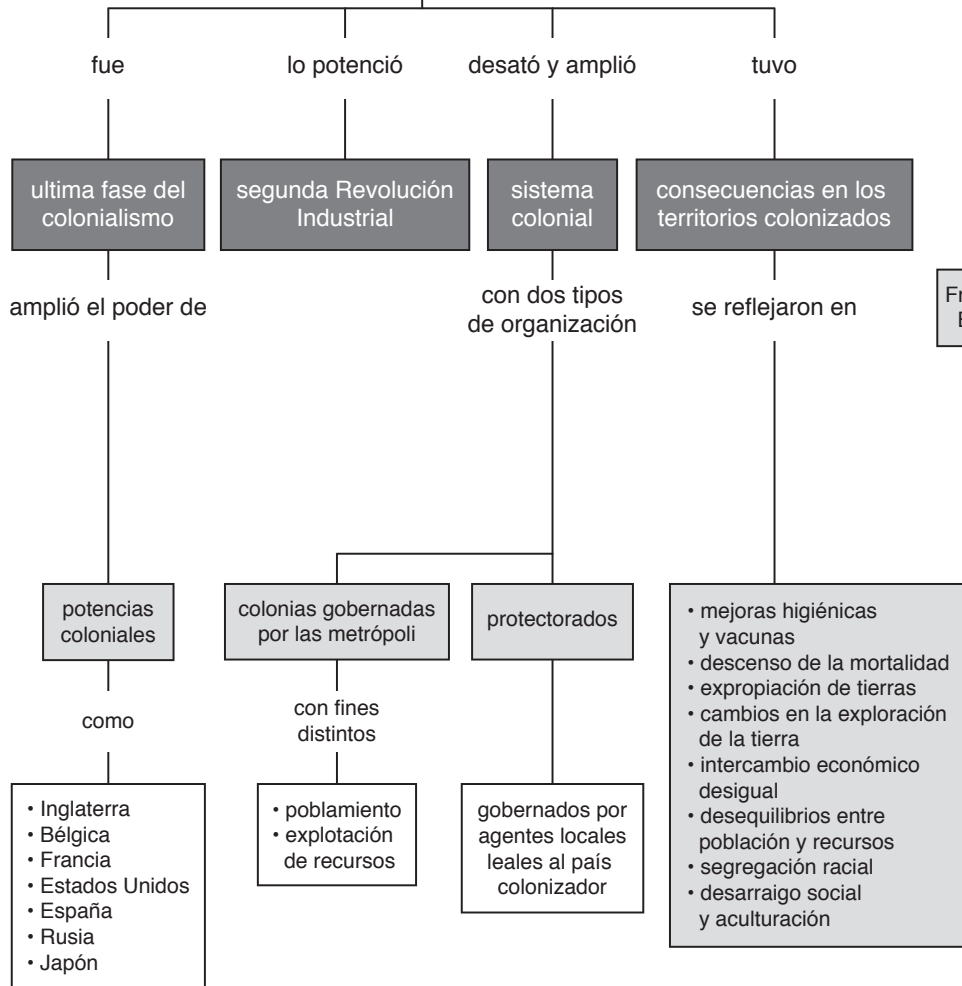 fue
lo potenció
desató y amplió
tuvo
ultima fase del
colonialismo
segunda Revolución
Industrial
sistema
colonial
consecuencias en los
territorios colonizados
amplió el poder de
con dos tipos
de organización
se reflejaron en
potencias
coloniales
colonias gobernadas
por las metrópoli
protectorados
como
con fines
distintos
• Inglaterra
• Bélgica
• Francia
• Estados Unidos
• España
• Rusia
• Japón
• poblamiento
• explotación
de recursos
gobernados por
agentes locales
leales al país
colonizador
• mejoras higiénicas
y vacunas
• descenso de la mortalidad
• expropiación de tierras
• cambios en la exploración
de la tierra
• intercambio económico
desigual
• desequilibrios entre
población y recursos
• segregación racial
• desarraigo social
y aculturación